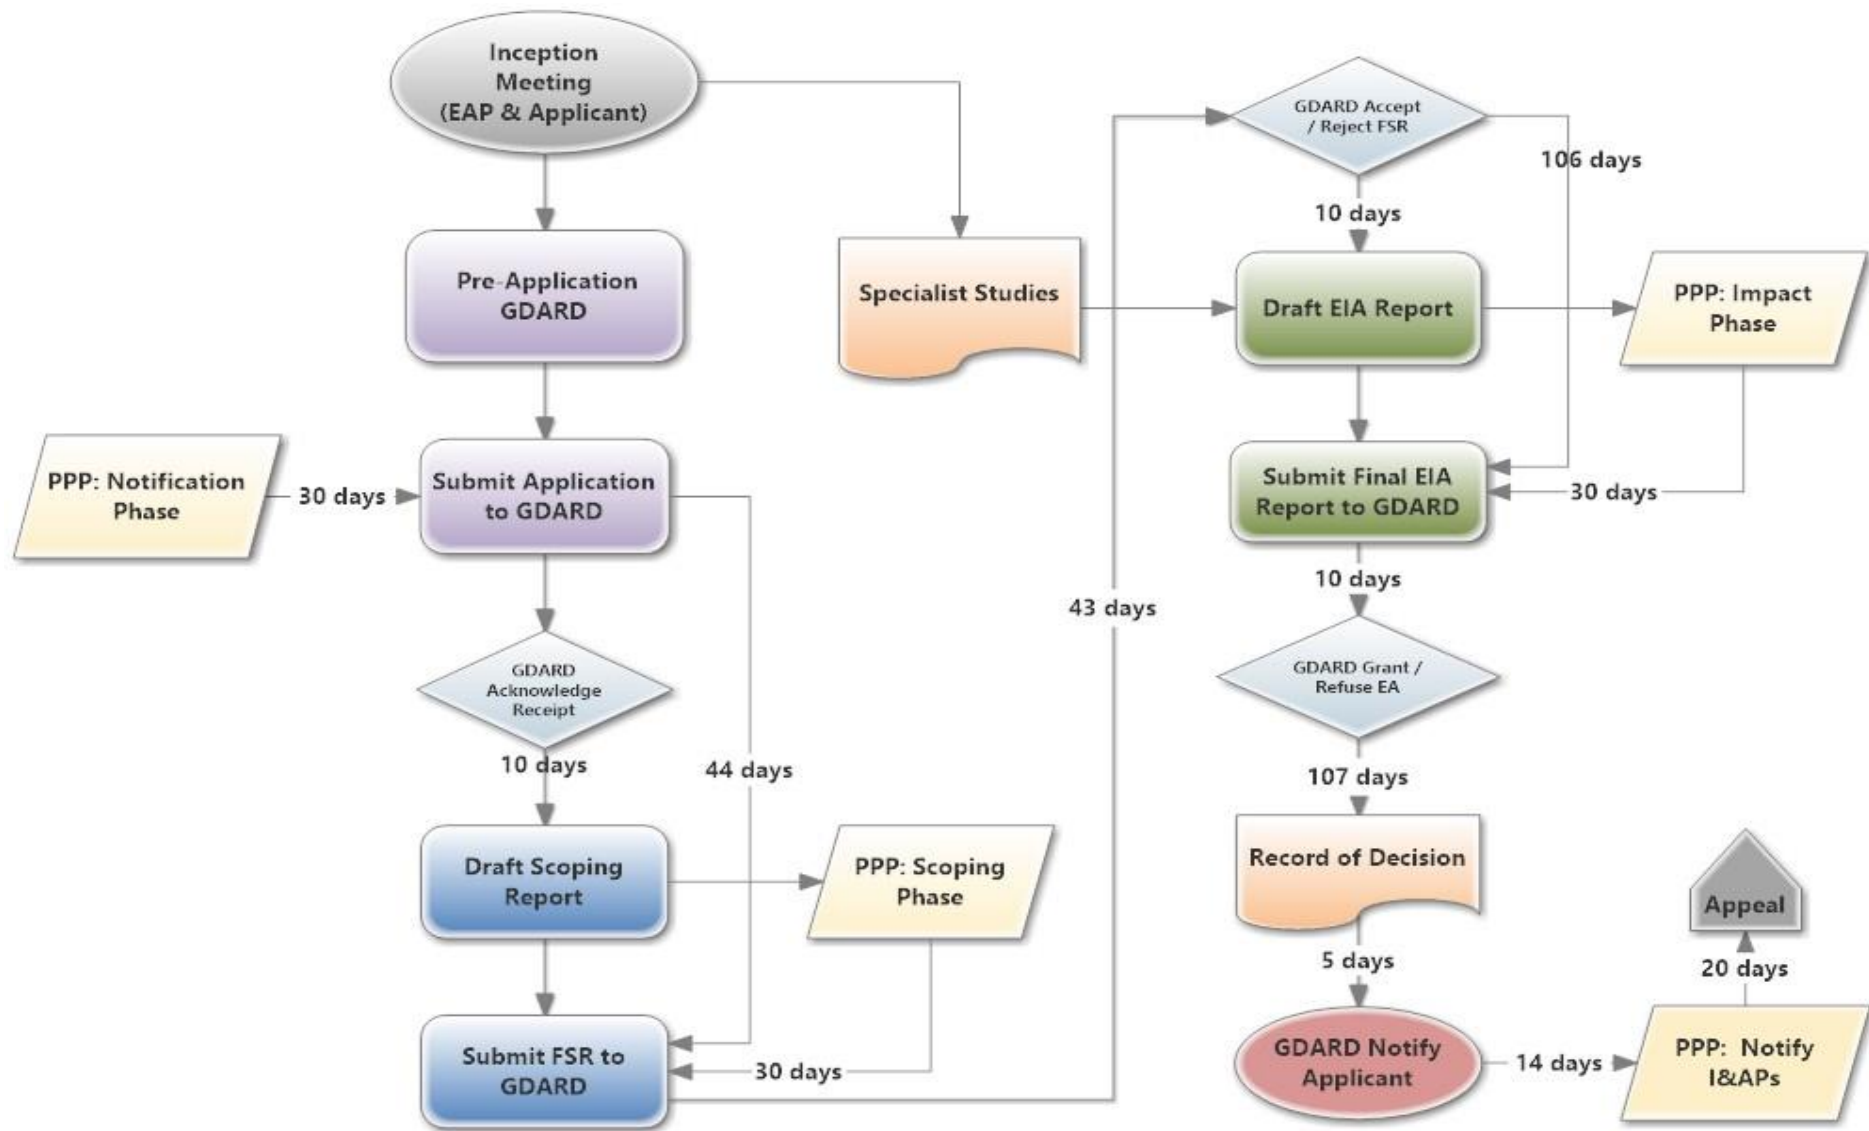 Inception
Meeting
(EAP & Applicant)
Pre-Application
GDARD
PPP: Notification
Phase
30 days
Submit Application
to GDARD
GDARD
Acknowledge
Receipt
10 days
44 days
Draft Scoping
Report
PPP: Scoping
Phase
Submit FSR to
GDARD
30 days
43 days
Specialist Studies
GDARD Accept
/ Reject FSR
106 days
10 days
Draft EIA Report
PPP: Impact
Phase
Submit Final EIA
Report to GDARD
30 days
10 days
GDARD Grant /
Refuse EA
107 days
Record of Decision
5 days
GDARD Notify
Applicant
14 days
PPP: Notify
I&APs
20 days
Appeal